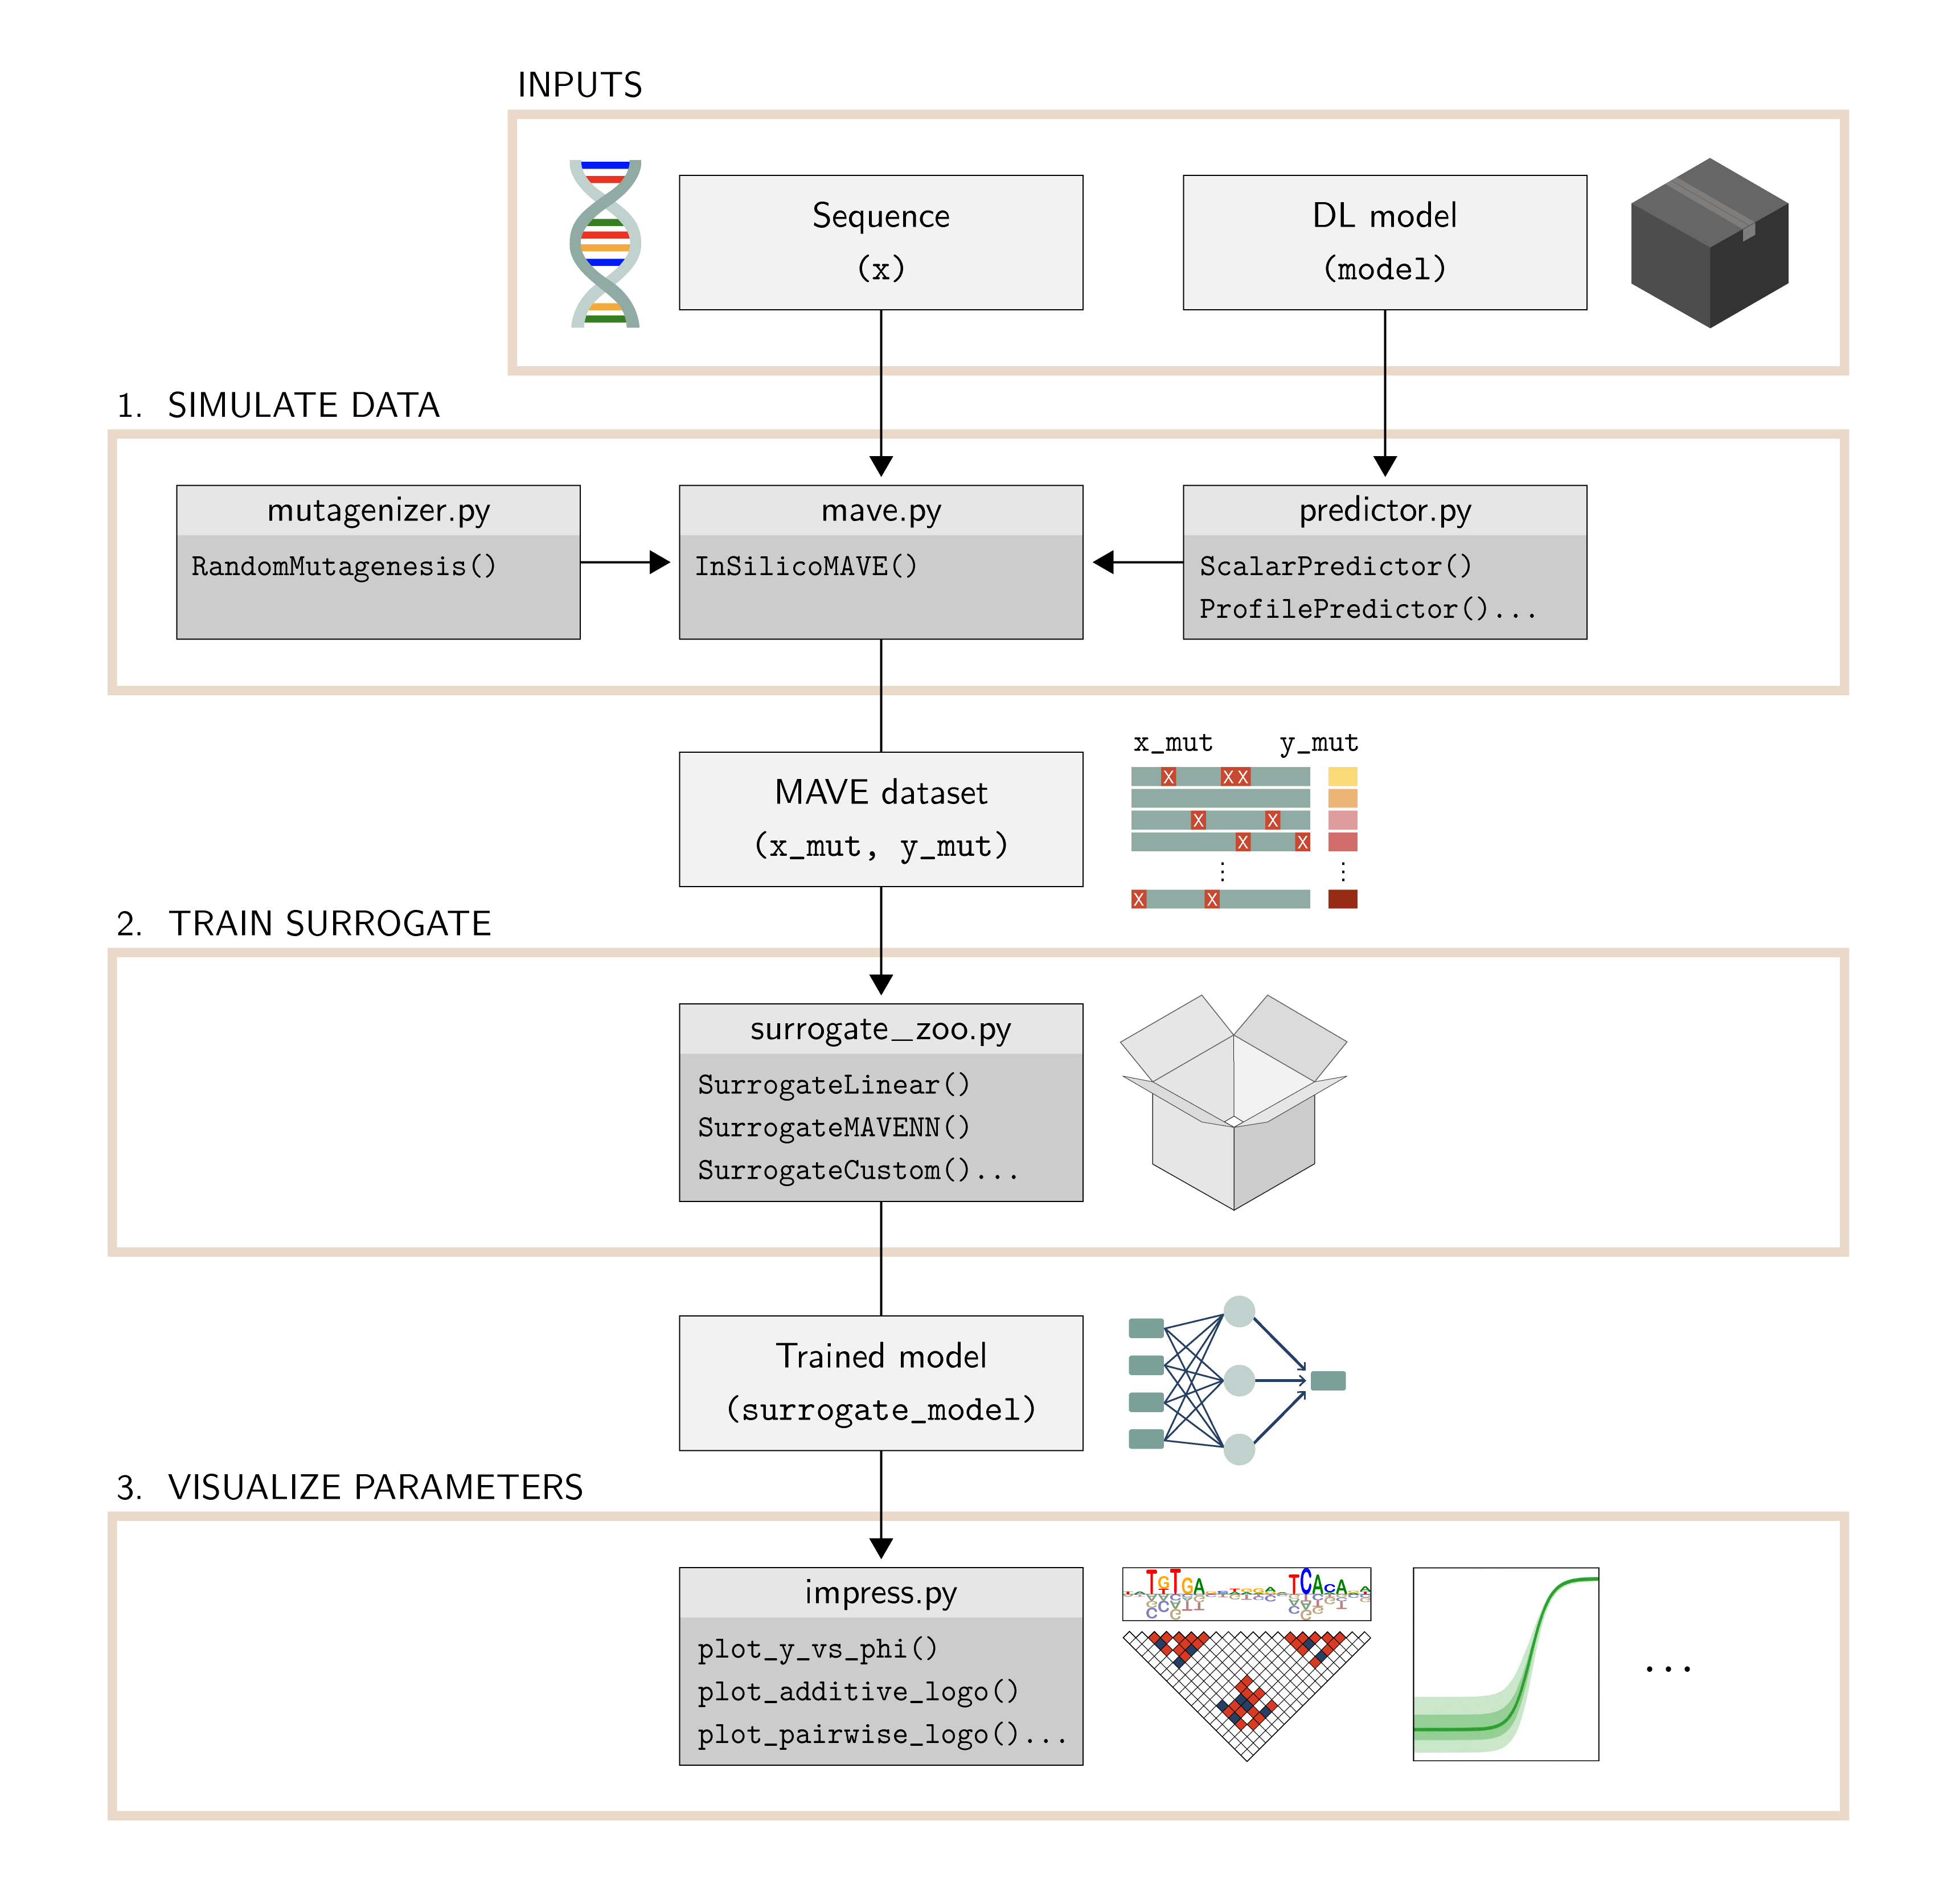 INPUTS
Sequence
(x)
DL model
(model)
1. SIMULATE DATA
mutagenizer.py
RandomMutagenesis()
mave.py
InSilicoMAVE()
predictor.py
ScalarPredictor()
ProfilePredictor()...
MAVE dataset
(x_mut, y_mut)
x_mut y_mut
X X X
X X
X X
⋮ ⋮
X X
2. TRAIN SURROGATE
surrogate_zoo.py
SurrogateLinear()
SurrogateMAVENN()
SurrogateCustom()...
Trained model
(surrogate_model)
3. VISUALIZE PARAMETERS
impress.py
plot_y_vs_phi()
plot_additive_logo()
plot_pairwise_logo()...
TGTGA TCACA
...